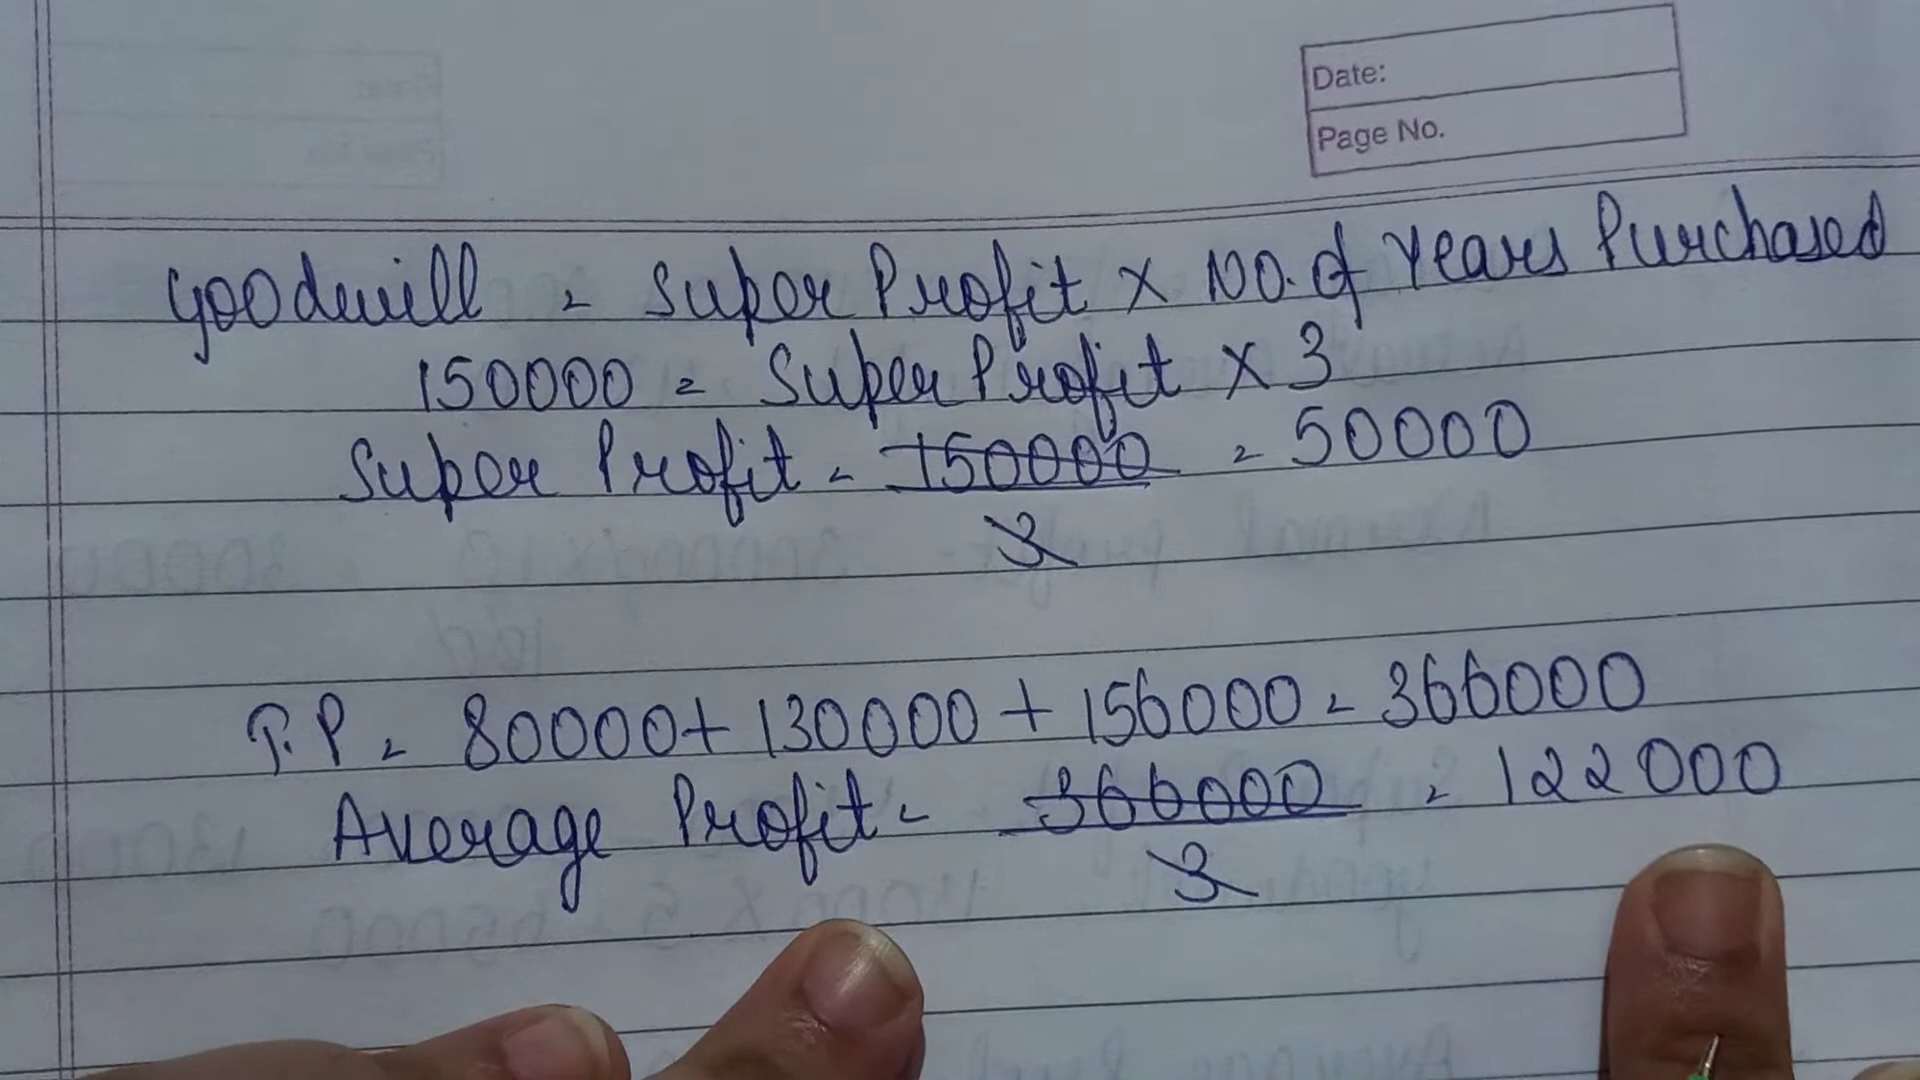 Date:
Page No.
Goodwill = Super Profit × No. of Years Purchased
150000 = Super Profit × 3
Super Profit = 150000 = 50000
3
T.P = 80000 + 130000 + 156000 = 366000
Average Profit = 366000 = 122000
3